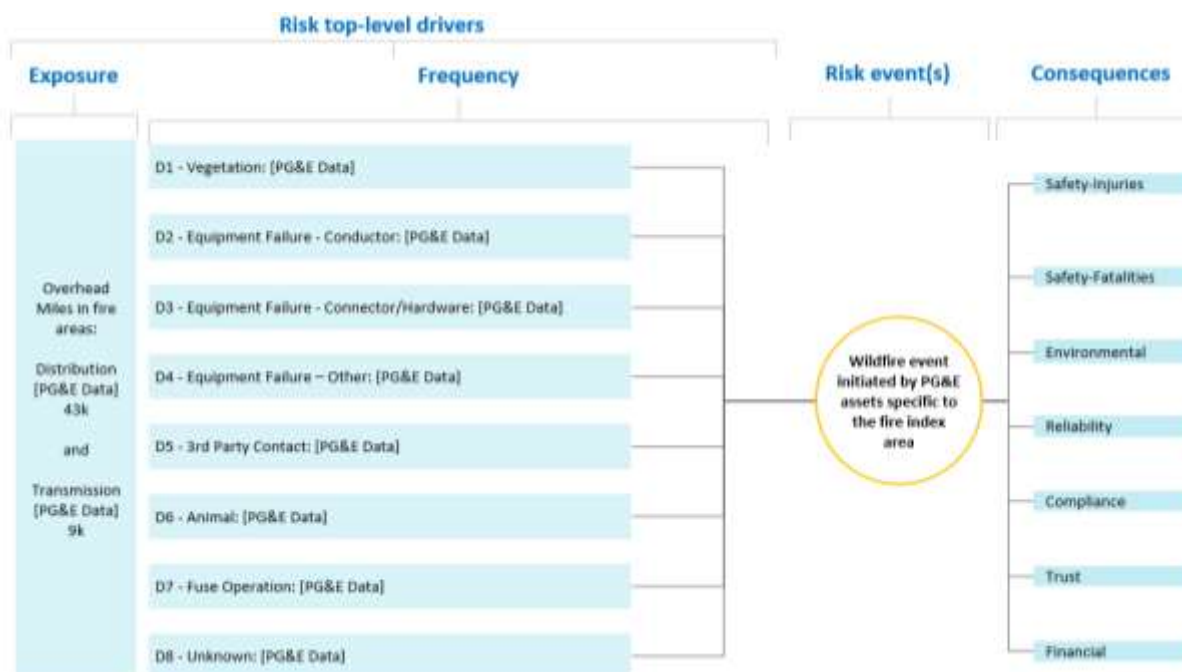 Risk top-level drivers
Exposure
Frequency
Risk event(s)
Consequences
Overhead
Miles in fire
areas:
Distribution
[PG&E Data]
43k
and
Transmission
[PG&E Data]
9k
D1 - Vegetation: [PG&E Data]
D2 - Equipment Failure - Conductor: [PG&E Data]
D3 - Equipment Failure - Connector/Hardware: [PG&E Data]
D4 - Equipment Failure – Other: [PG&E Data]
D5 - 3rd Party Contact: [PG&E Data]
D6 - Animal: [PG&E Data]
D7 - Fuse Operation: [PG&E Data]
D8 - Unknown: [PG&E Data]
Wildfire event
initiated by PG&E
assets specific to
the fire index
area
Safety-Injuries
Safety-Fatalities
Environmental
Reliability
Compliance
Trust
Financial